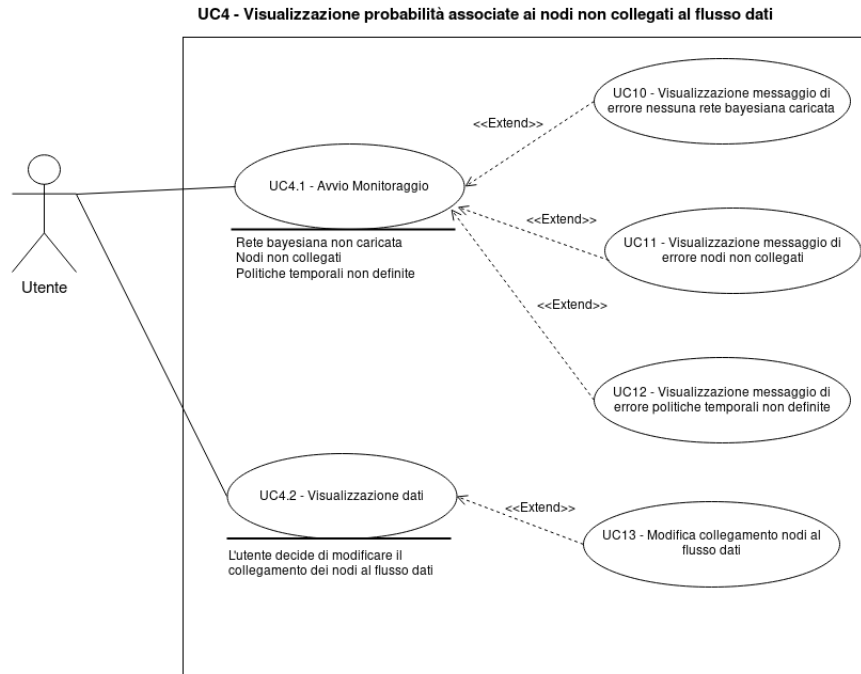 UC4 - Visualizzazione probabilità associate ai nodi non collegati al flusso dati
UC10 - Visualizzazione messaggio di
errore nessuna rete bayesiana caricata
<<Extend>>
UC4.1 - Avvio Monitoraggio
Rete bayesiana non caricata
Nodi non collegati
Politiche temporali non definite
<<Extend>>
UC11 - Visualizzazione messaggio di
errore nodi non collegati
Utente
<<Extend>>
UC12 - Visualizzazione messaggio di
errore politiche temporali non definite
UC4.2 - Visualizzazione dati
<<Extend>>
UC13 - Modifica collegamento nodi al
flusso dati
L'utente decide di modificare il
collegamento dei nodi al flusso dati